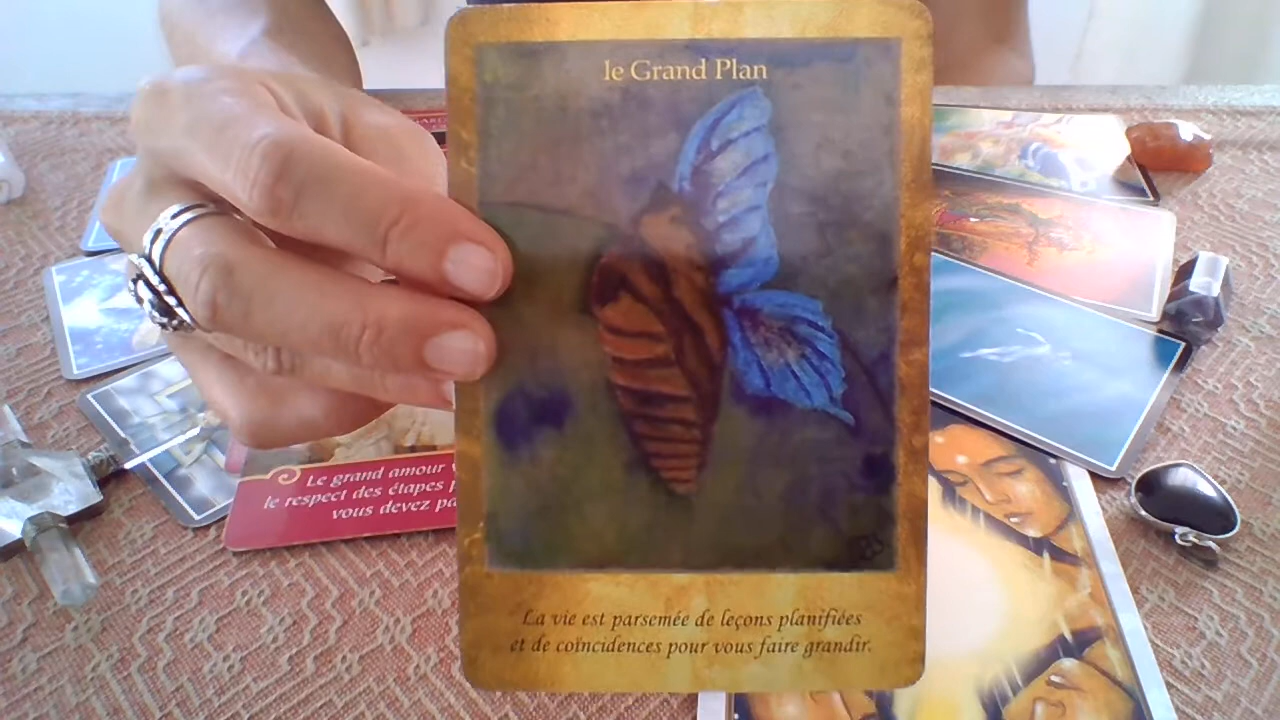 le Grand Plan
La vie est parsemée de leçons planifiées
et de coïncidences pour vous faire grandir.
Le grand amour
le respect des étapes
vous devez